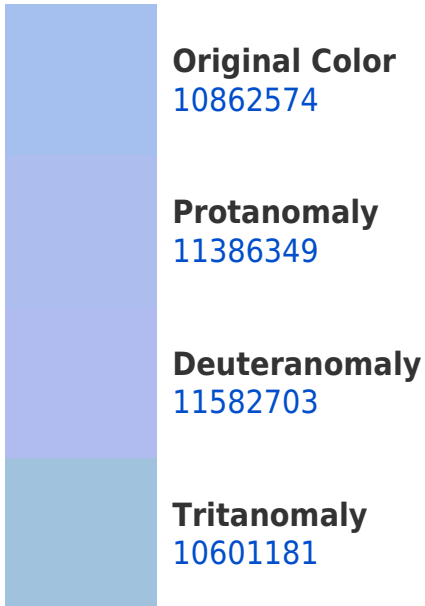 Original Color
10862574
Protanomaly
11386349
Deuteranomaly
11582703
Tritanomaly
10601181